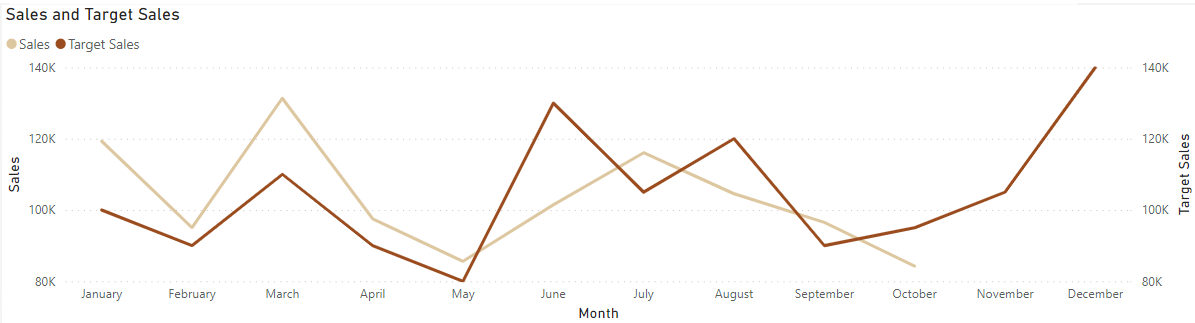 Sales and Target Sales
Sales Target Sales
140K 140K
120K 120K
100K 100K
80K 80K
Sales
Target Sales
January February March April May June July August September October November December
Month